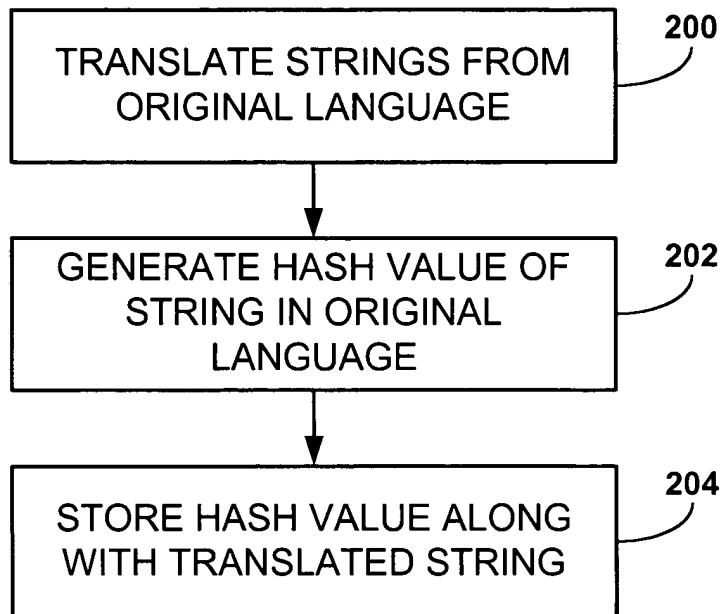 200
TRANSLATE STRINGS FROM
ORIGINAL LANGUAGE
202
GENERATE HASH VALUE OF
STRING IN ORIGINAL
LANGUAGE
204
STORE HASH VALUE ALONG
WITH TRANSLATED STRING